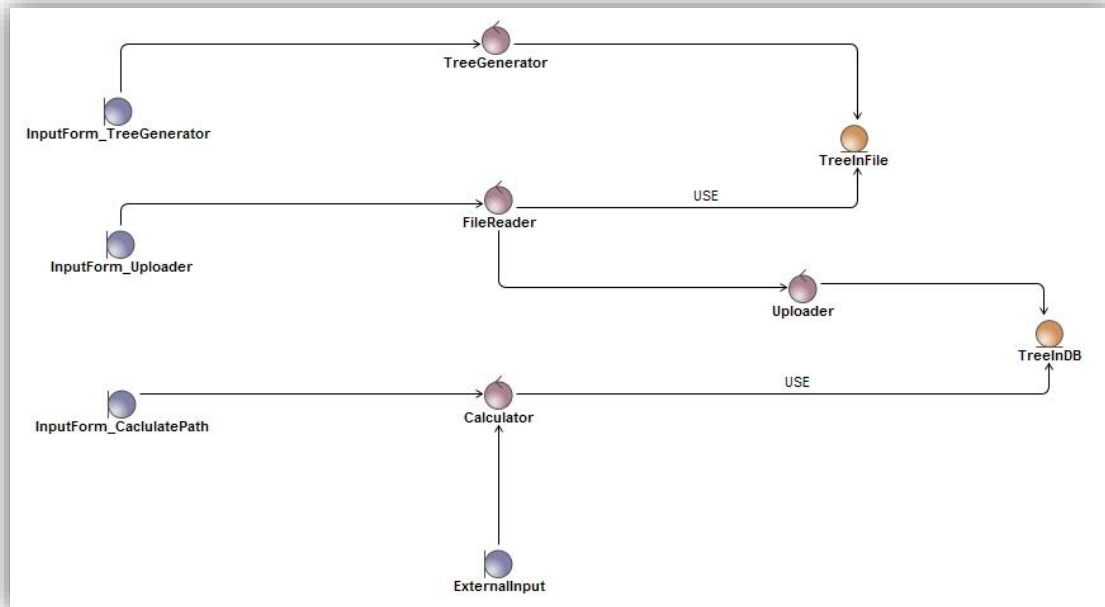 TreeGenerator
InputForm_TreeGenerator
TreeInFile
USE
FileReader
InputForm_Uploader
Uploader
TreeInDB
USE
Calculator
InputForm_CaclulatePath
ExternalInput